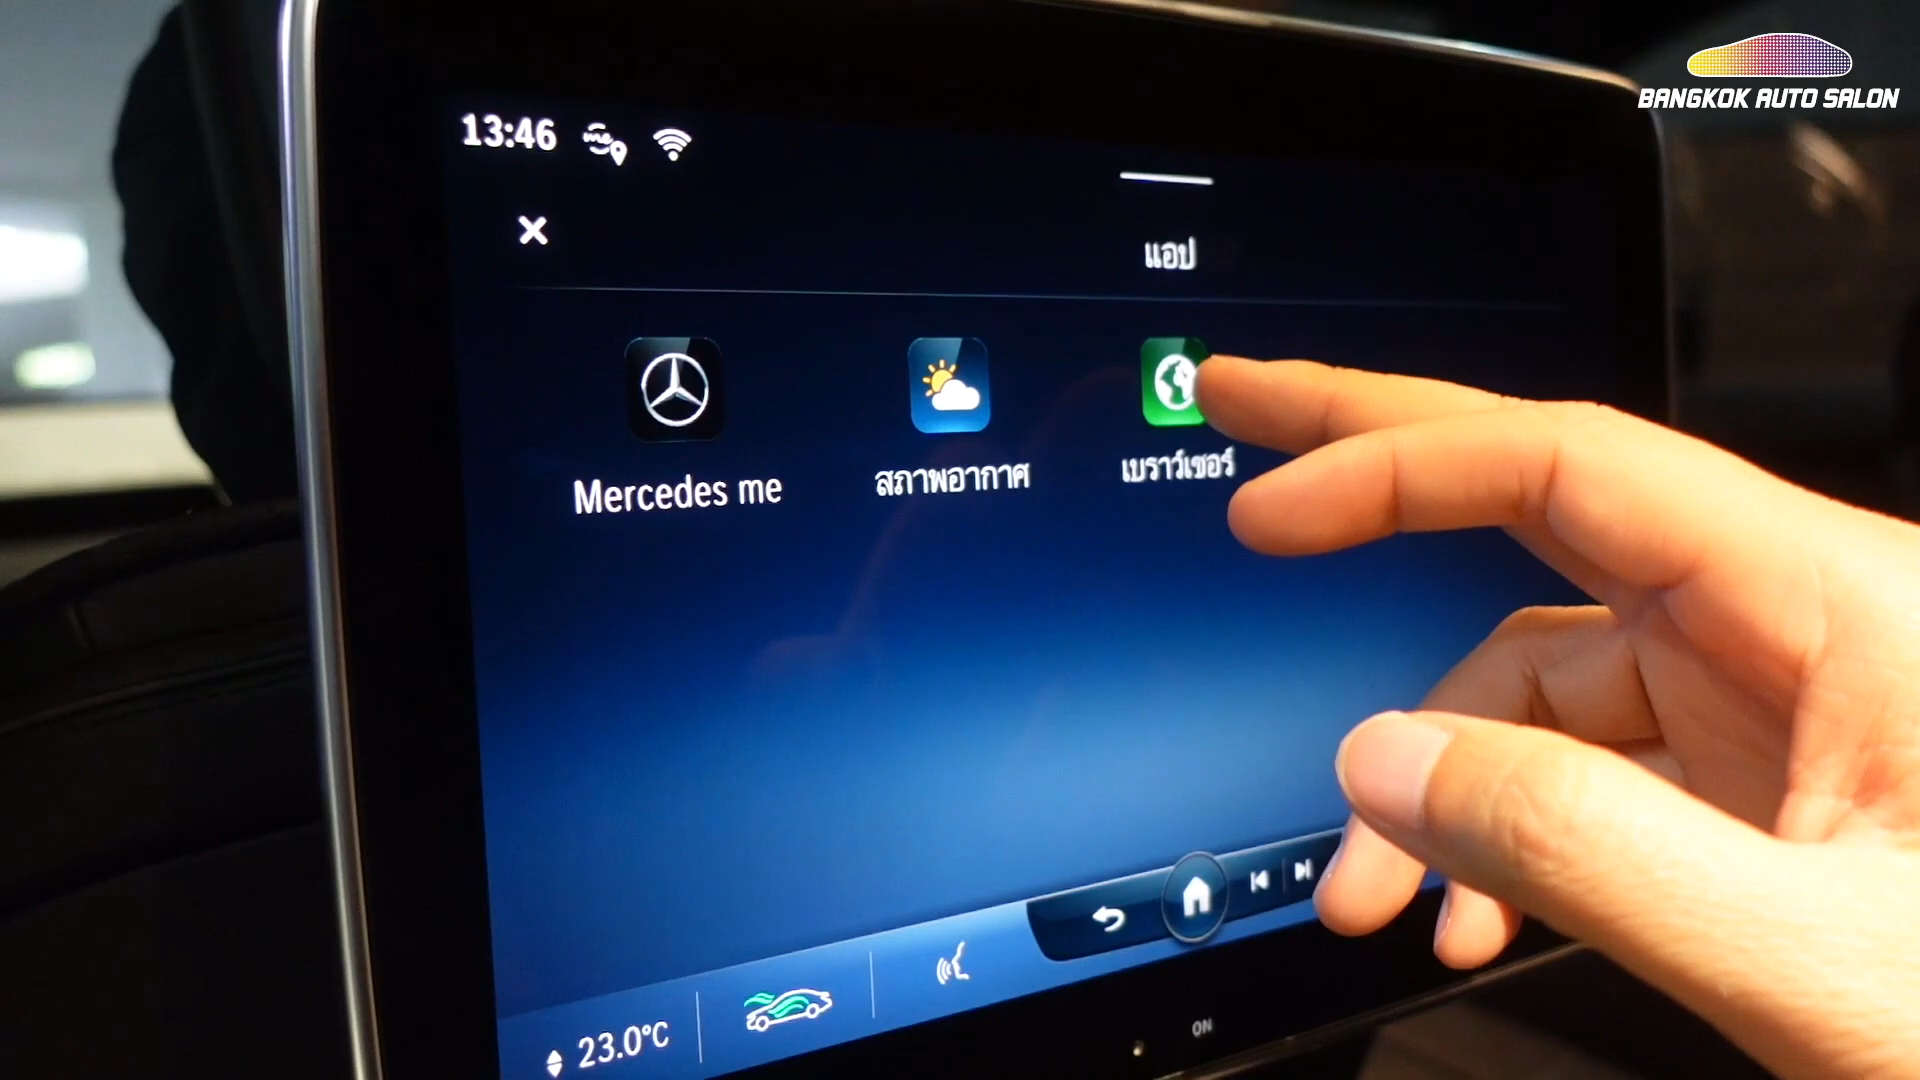 BANGKOK AUTO SALON
13:46
แอป
Mercedes me
สภาพอากาศ
เบราว์เซอร์
23.0°C
ON